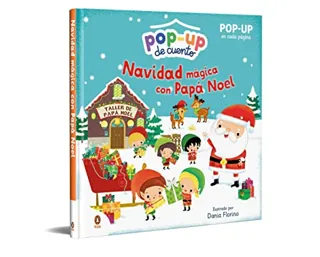 POP-UP
en cada página
pop-up
de cuento
Navidad mágica
con Papá Noel
TALLER DE
PAPÁ NOEL
Navidad mágica con Papá Noel
Ilustrado por
Dania Florino